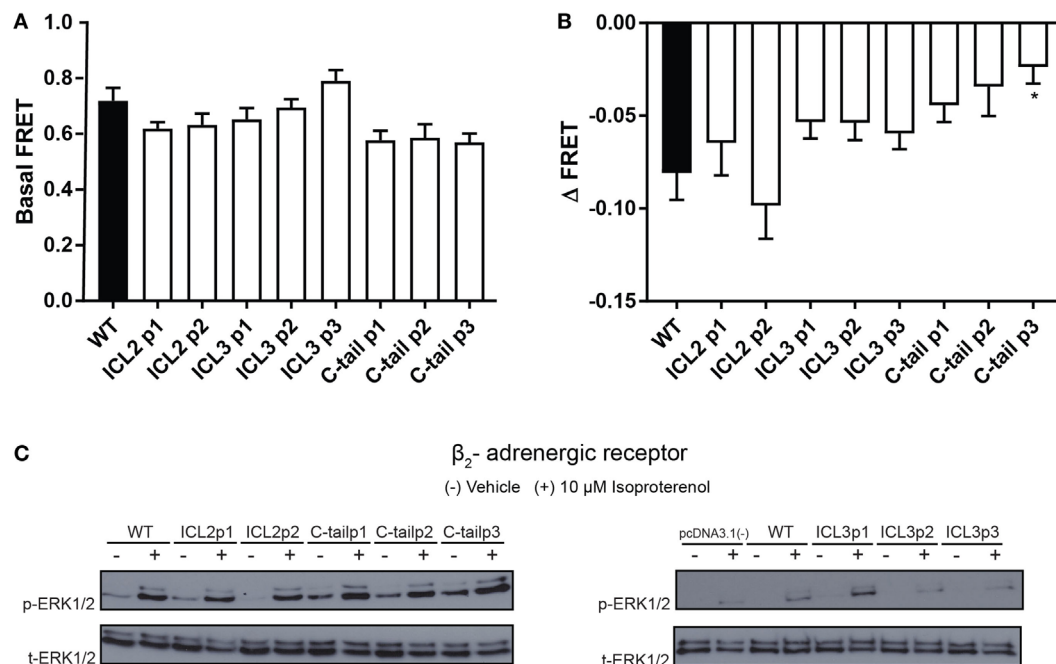 A
Basal FRET
1.0
0.8
0.6
0.4
0.2
0.0
WT
ICL2 p1
ICL2 p2
ICL3 p1
ICL3 p2
ICL3 p3
C-tail p1
C-tail p2
C-tail p3
B
Δ FRET
-0.00
-0.05
-0.10
-0.15
*
WT
ICL2 p1
ICL2 p2
ICL3 p1
ICL3 p2
ICL3 p3
C-tail p1
C-tail p2
C-tail p3
C
β2- adrenergic receptor
(-) Vehicle (+) 10 μM Isoproterenol
WT ICL2p1 ICL2p2 C-tailp1 C-tailp2 C-tailp3
- + - + - + - + - + - +
p-ERK1/2
t-ERK1/2
pcDNA3.1(-) WT ICL3p1 ICL3p2 ICL3p3
- + - + - + - + - +
p-ERK1/2
t-ERK1/2